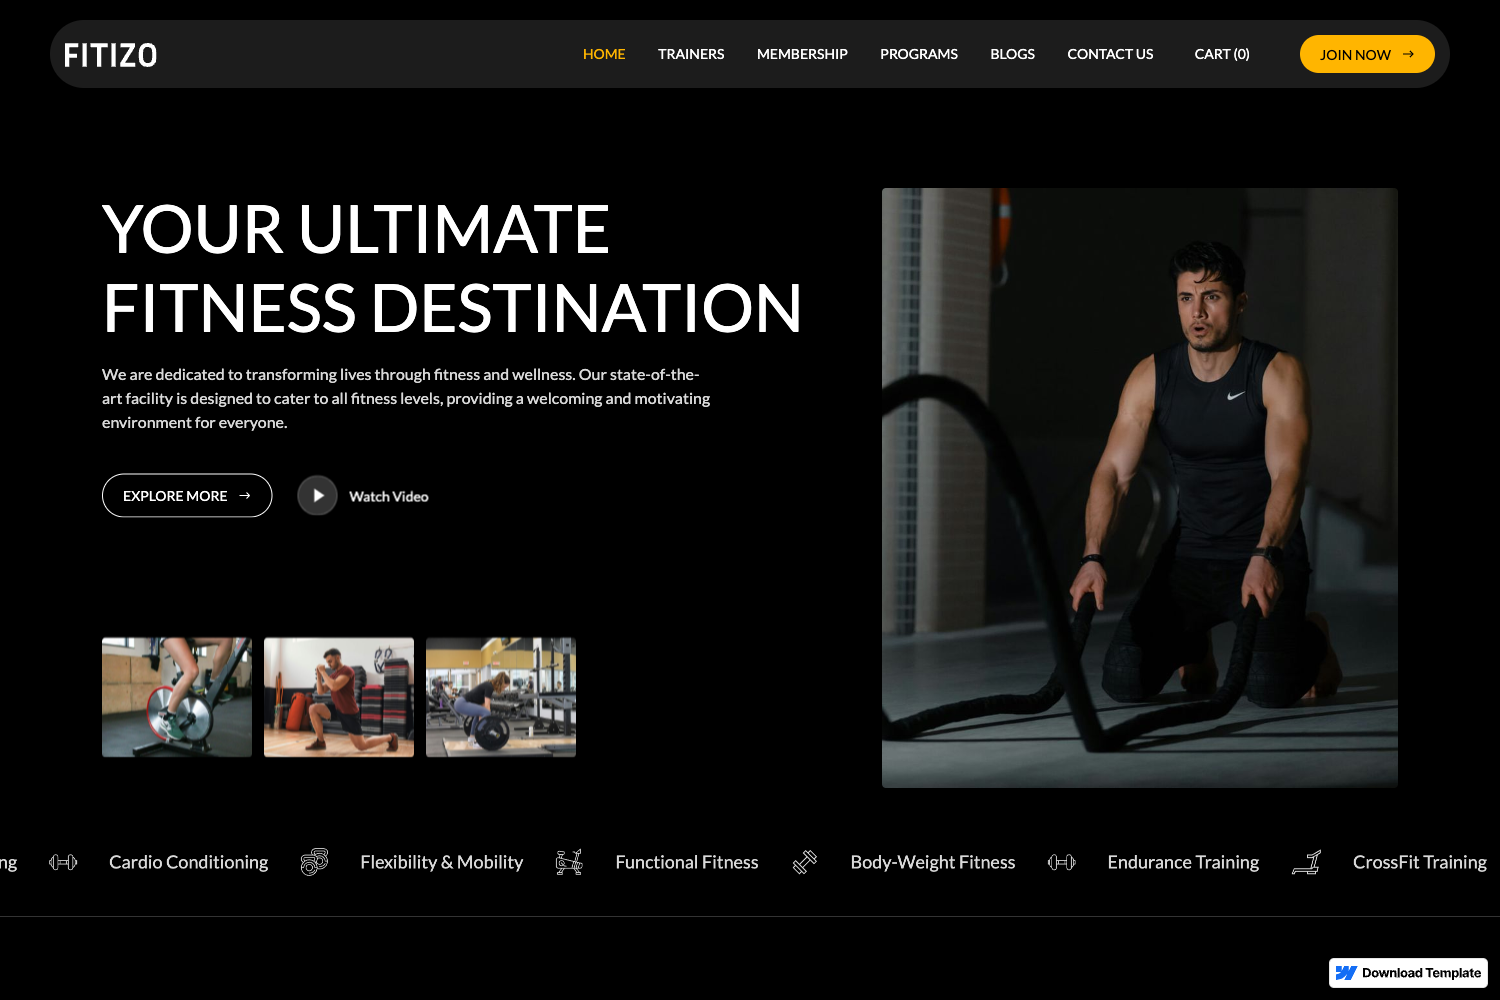 FITIZO
HOME
TRAINERS
MEMBERSHIP
PROGRAMS
BLOGS
CONTACT US
CART (0)
JOIN NOW →
YOUR ULTIMATE
FITNESS DESTINATION
We are dedicated to transforming lives through fitness and wellness. Our state-of-the-
art facility is designed to cater to all fitness levels, providing a welcoming and motivating
environment for everyone.
EXPLORE MORE →
Watch Video
ng
Cardio Conditioning
Flexibility & Mobility
Functional Fitness
Body-Weight Fitness
Endurance Training
CrossFit Training
Download Template